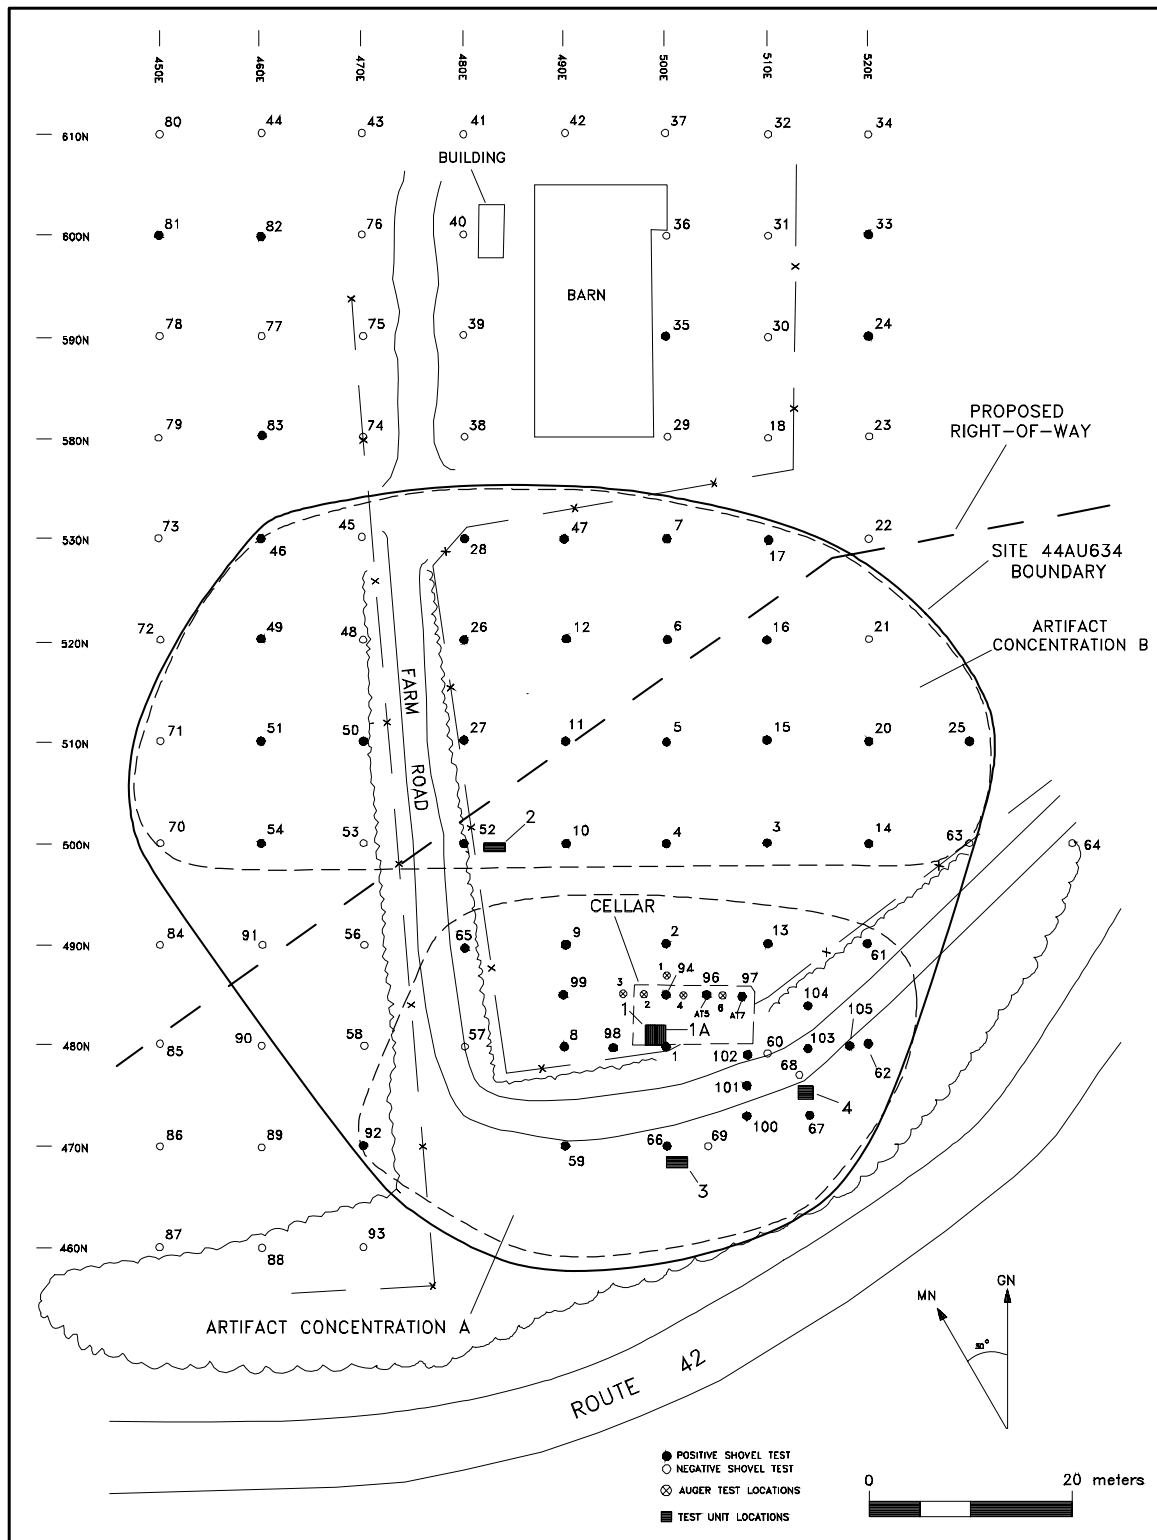 450E 460E 470E 480E 490E 500E 510E 520E
610N 80 44 43 41 42 37 32 34
BUILDING
600N 81 82 76 40 36 31 33
BARN
590N 78 77 75 39 35 30 24
580N 79 83 74 38 29 18 23
PROPOSED
RIGHT-OF-WAY
530N 73 46 45 28 47 7 17 22
SITE 44AU634
BOUNDARY
520N 72 49 48 26 12 6 16 21
ARTIFACT
CONCENTRATION B
FARM
ROAD
510N 71 51 50 27 11 5 15 20 25
500N 70 54 53 52 2 10 4 3 14 63 64
CELLAR
490N 84 91 56 65 9 2 13 61
1
99 3 2 94 4 96 6 97 104
AT5 AT7
1 1A
105
480N 85 90 58 57 8 98 1 102 60 103 62
68
101 4
100 67
470N 86 89 92 59 66 69
3
460N 87 88 93
ARTIFACT CONCENTRATION A
ROUTE 42
MN GN
30°
POSITIVE SHOVEL TEST
NEGATIVE SHOVEL TEST
AUGER TEST LOCATIONS
TEST UNIT LOCATIONS
0 20 meters